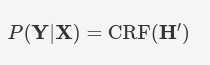 P(Y|X) = CRF(H′)